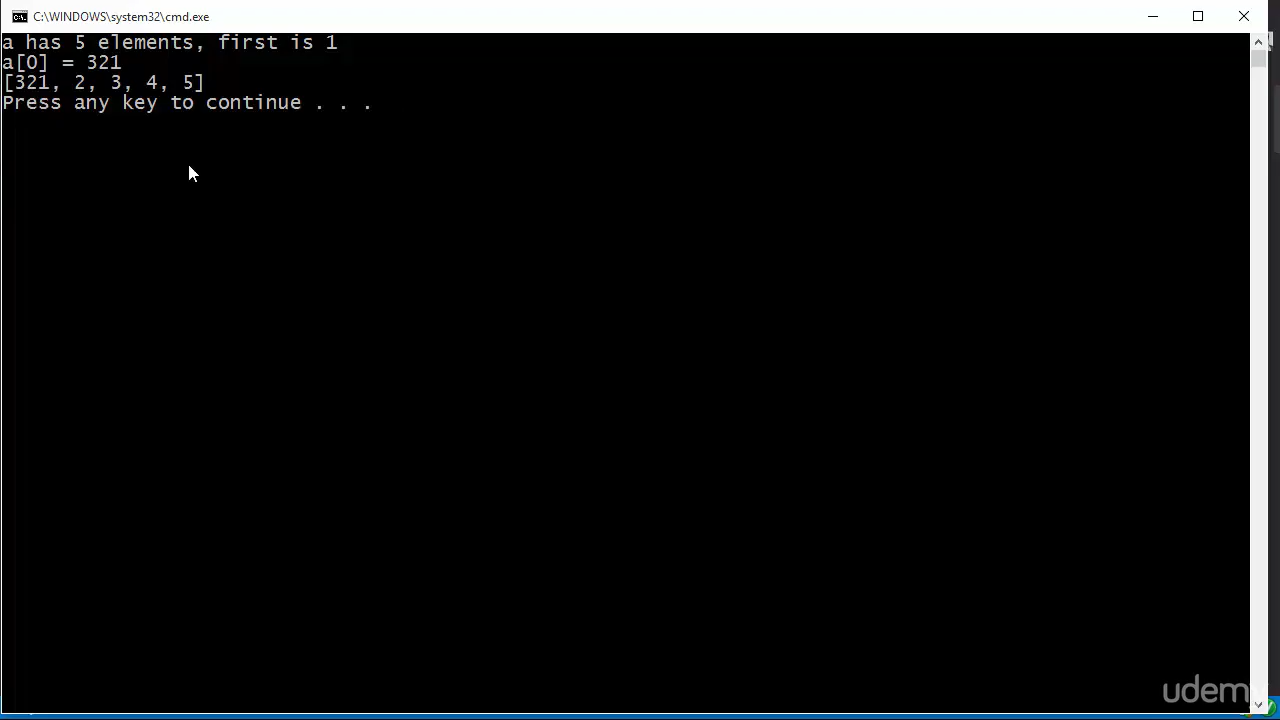 C:\WINDOWS\system32\cmd.exe
a has 5 elements, first is 1
a[0] = 321
[321, 2, 3, 4, 5]
Press any key to continue . . .
udemy